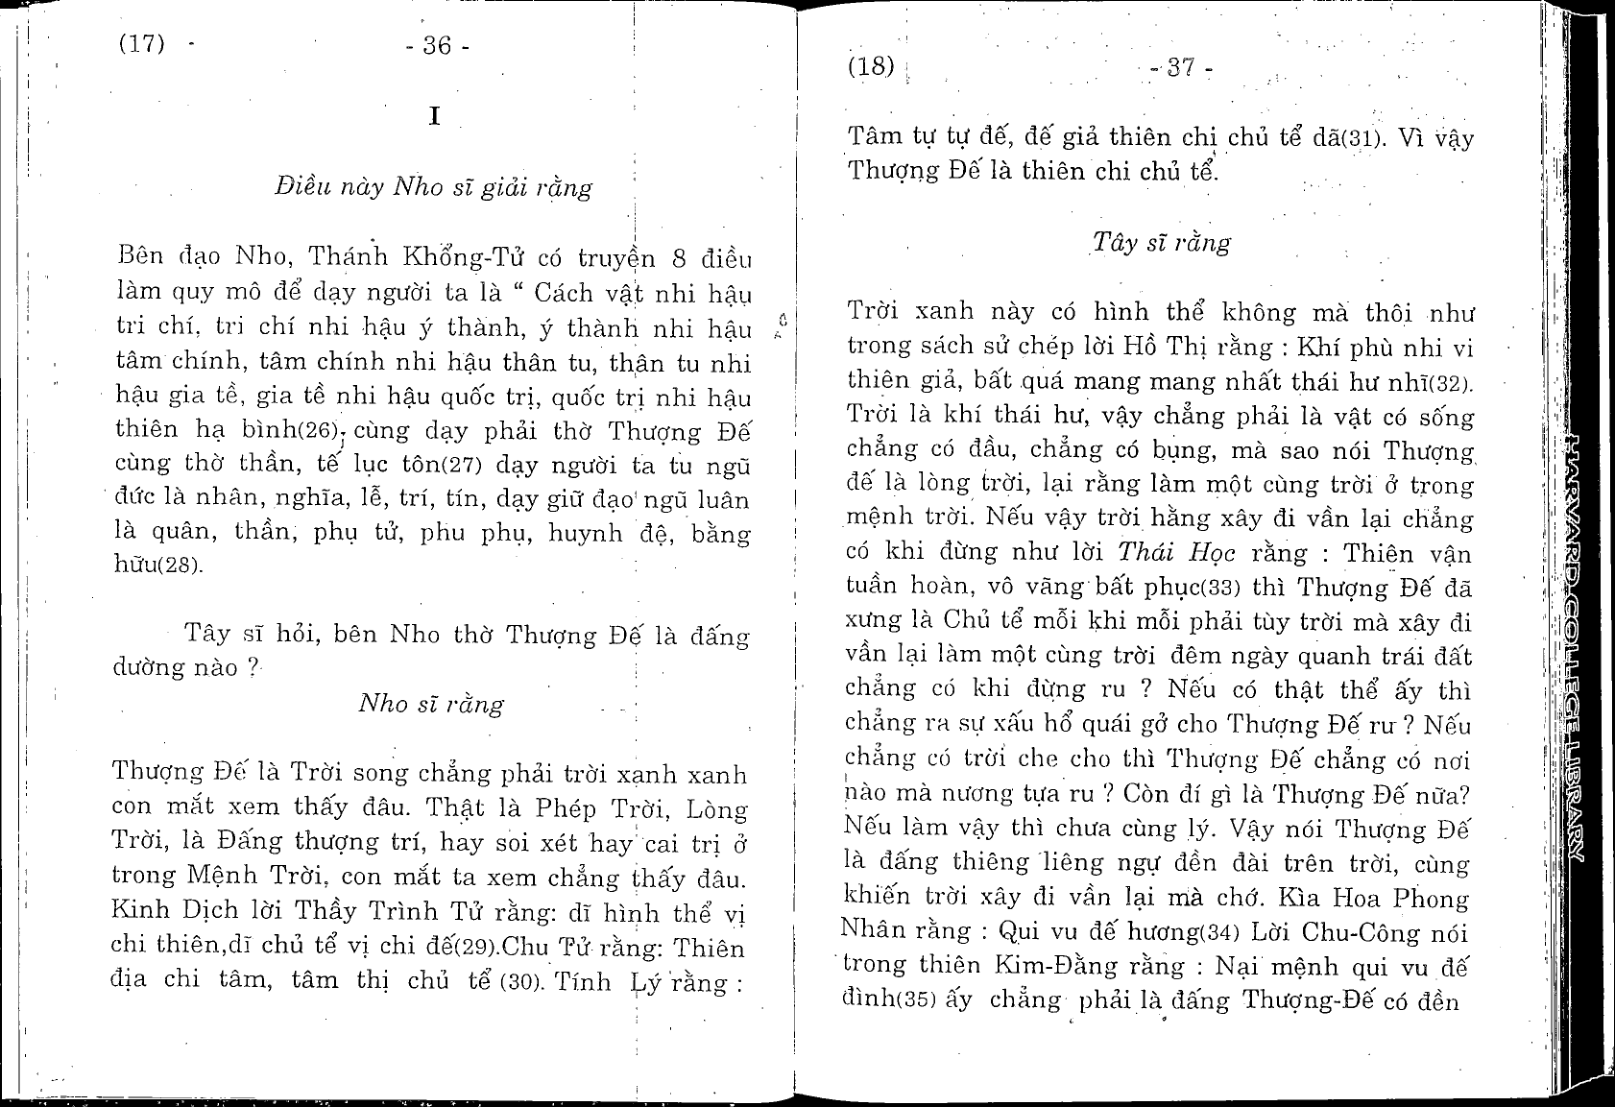 (17)
- 36 -
I
Điều này Nho sĩ giải rằng
Bên đạo Nho, Thánh Khổng-Tử có truyền 8 điều
làm quy mô để dạy người ta là “ Cách vật nhi hậu
tri chí, tri chí nhi hậu ý thành, ý thành nhi hậu
tâm chính, tâm chính nhi hậu thân tu, thận tu nhi
hậu gia tề, gia tề nhi hậu quốc trị, quốc trị nhi hậu
thiên hạ bình(26); cùng dạy phải thờ Thượng Đế
cùng thờ thần, tế lục tôn(27) dạy người ta tu ngũ
đức là nhân, nghĩa, lễ, trí, tín, dạy giữ đạo ngũ luân
là quân, thần, phụ tử, phu phụ, huynh đệ, bằng
hữu(28).
Tây sĩ hỏi, bên Nho thờ Thượng Đế là đấng
dường nào ?
Nho sĩ rằng
Thượng Đế là Trời song chẳng phải trời xanh xanh
con mắt xem thấy đâu. Thật là Phép Trời, Lòng
Trời, là Đấng thượng trí, hay soi xét hay cai trị ở
trong Mệnh Trời, con mắt ta xem chẳng thấy đâu.
Kinh Dịch lời Thầy Trình Tử rằng: dĩ hình thể vị
chi thiên,dĩ chủ tể vị chi đế(29).Chu Tử rằng: Thiên
địa chi tâm, tâm thị chủ tể (30). Tính Lý rằng :
(18)
- 37 -
Tâm tự tự đế, đế giả thiên chi chủ tể dã(31). Vì vậy
Thượng Đế là thiên chi chủ tể.
Tây sĩ rằng
Trời xanh này có hình thể không mà thôi như
trong sách sử chép lời Hồ Thị rằng : Khí phù nhi vi
thiên giả, bất quá mang mang nhất thái hư nhĩ(32).
Trời là khí thái hư, vậy chẳng phải là vật có sống
chẳng có đầu, chẳng có bụng, mà sao nói Thượng
đế là lòng trời, lại rằng làm một cùng trời ở trong
mệnh trời. Nếu vậy trời hằng xây đi vần lại chẳng
có khi đừng như lời Thái Học rằng : Thiên vận
tuần hoàn, vô vãng bất phục(33) thì Thượng Đế đã
xưng là Chủ tể mỗi khi mỗi phải tùy trời mà xây đi
vần lại làm một cùng trời đêm ngày quanh trái đất
chẳng có khi đừng ru ? Nếu có thật thể ấy thì
chẳng ra sự xấu hổ quái gở cho Thượng Đế rư ? Nếu
chẳng có trời che cho thì Thượng Đế chẳng có nơi
nào mà nương tựa ru ? Còn đí gì là Thượng Đế nữa?
Nếu làm vậy thì chưa cùng lý. Vậy nói Thượng Đế
là đấng thiêng liêng ngự đền đài trên trời, cùng
khiến trời xây đi vần lại mà chớ. Kìa Hoa Phong
Nhân rằng : Qui vu đế hương(34) Lời Chu-Công nói
trong thiên Kim-Đằng rằng : Nại mệnh qui vu đế
đình(35) ấy chẳng phải là đấng Thượng-Đế có đền
HARVARD COLLEGE LIBRARY